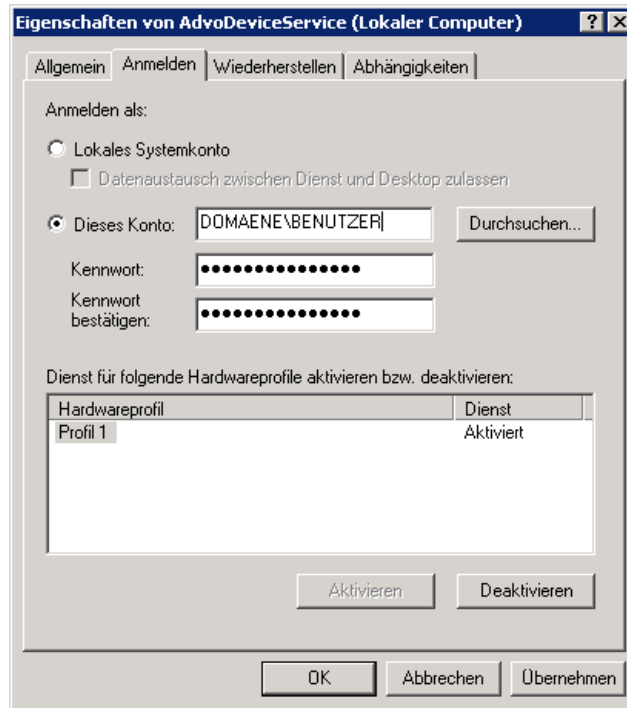 Eigenschaften von AdvoDeviceService (Lokaler Computer)
Allgemein Anmelden Wiederherstellen Abhängigkeiten
Anmelden als:
Lokales Systemkonto
Datenaustausch zwischen Dienst und Desktop zulassen
Dieses Konto: DOMAENE\BENUTZER Durchsuchen...
Kennwort: ●●●●●●●●●●●●●●●
Kennwort
bestätigen: ●●●●●●●●●●●●●●●
Dienst für folgende Hardwareprofile aktivieren bzw. deaktivieren:
Hardwareprofil Dienst
Profil 1 Aktiviert
Aktivieren Deaktivieren
OK Abbrechen Übernehmen